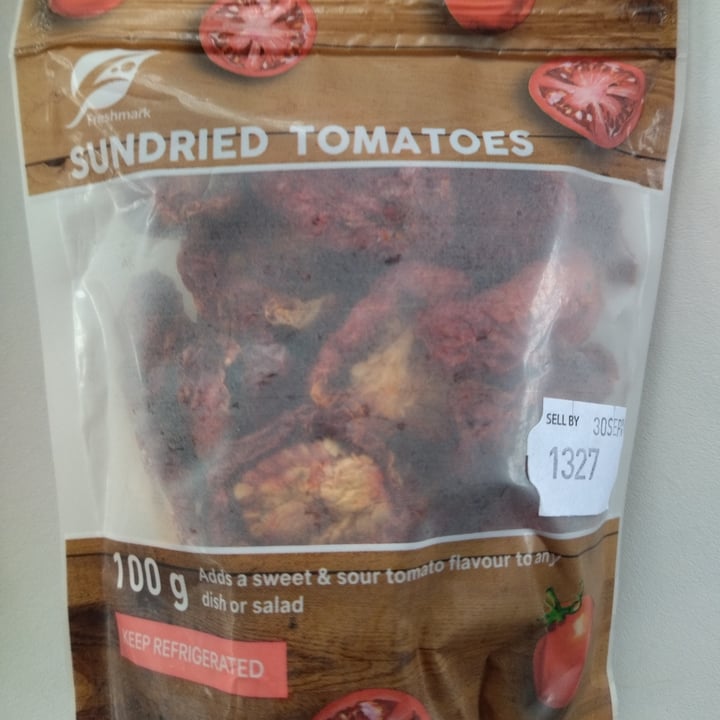 Freshmark
SUNDRIED TOMATOES
SELL BY 30SEP
1327
100 g
Adds a sweet & sour tomato flavour to any
dish or salad
KEEP REFRIGERATED